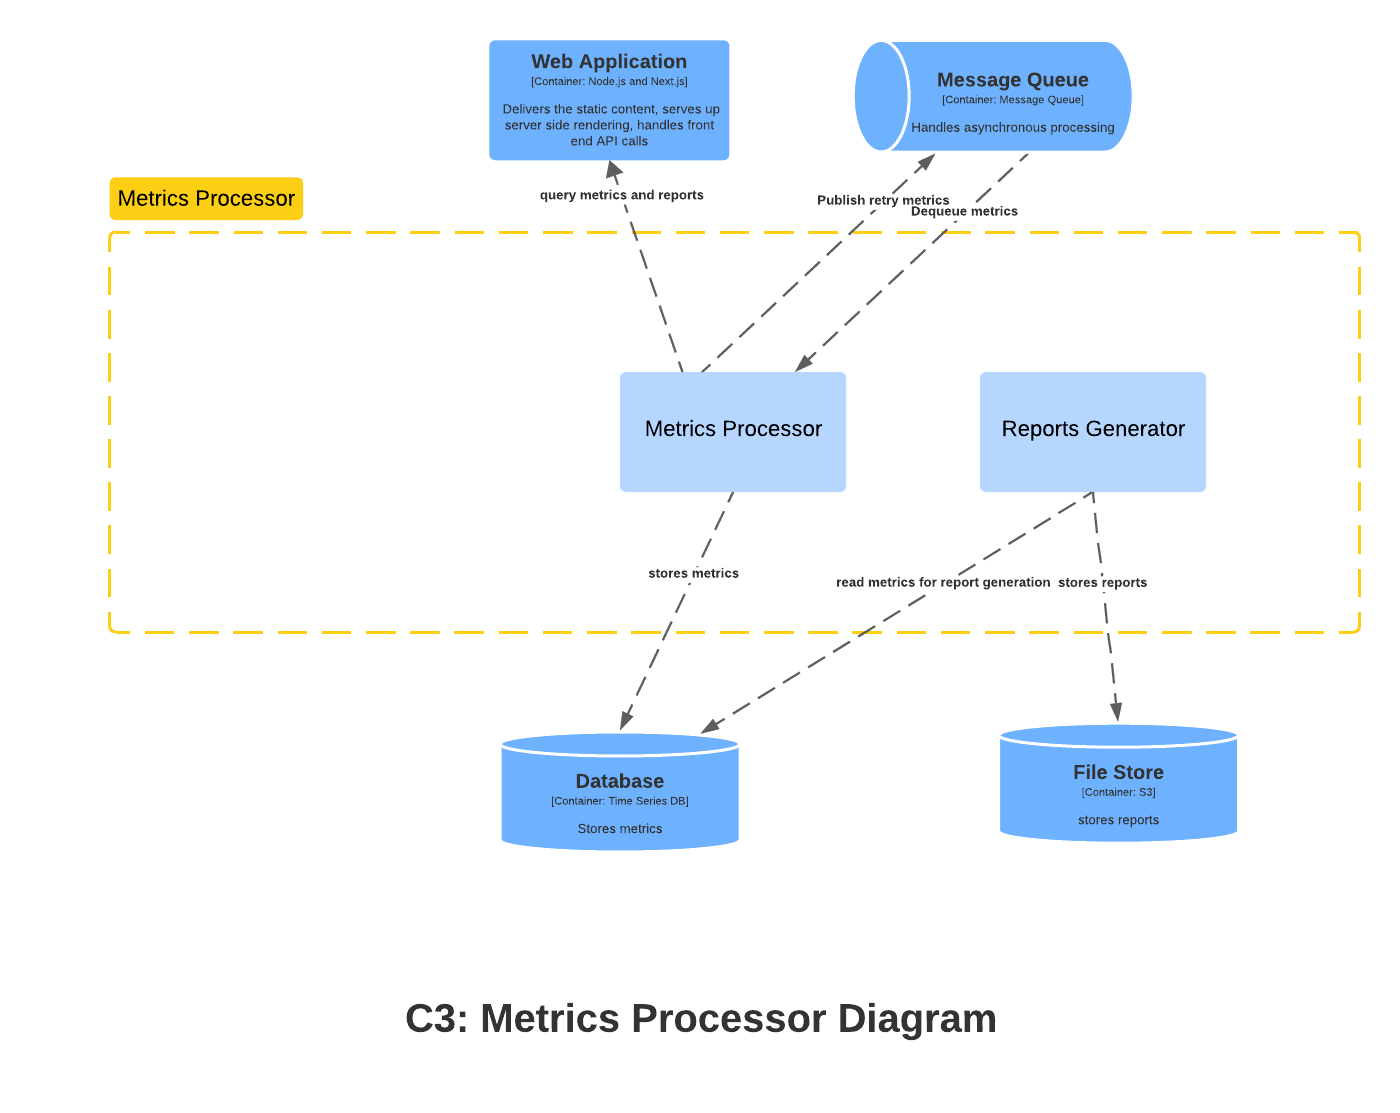 Web Application
[Container: Node.js and Next.js]
Delivers the static content, serves up
server side rendering, handles front
end API calls
Message Queue
[Container: Message Queue]
Handles asynchronous processing
query metrics and reports
Publish retry metrics
Dequeue metrics
Metrics Processor
Metrics Processor
Reports Generator
stores metrics
read metrics for report generation
stores reports
Database
[Container: Time Series DB]
Stores metrics
File Store
[Container: S3]
stores reports
C3: Metrics Processor Diagram